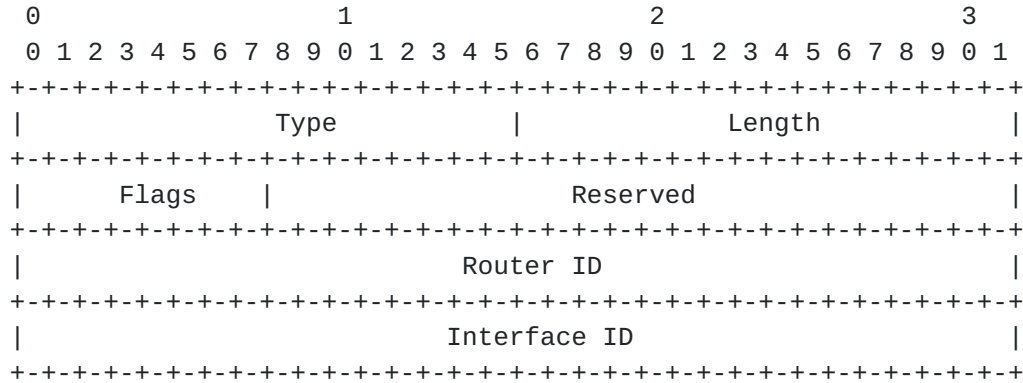 0                   1                   2                   3
 0 1 2 3 4 5 6 7 8 9 0 1 2 3 4 5 6 7 8 9 0 1 2 3 4 5 6 7 8 9 0 1
+-+-+-+-+-+-+-+-+-+-+-+-+-+-+-+-+-+-+-+-+-+-+-+-+-+-+-+-+-+-+-+-+
|                Type           |             Length            |
+-+-+-+-+-+-+-+-+-+-+-+-+-+-+-+-+-+-+-+-+-+-+-+-+-+-+-+-+-+-+-+-+
|      Flags    |                   Reserved                    |
+-+-+-+-+-+-+-+-+-+-+-+-+-+-+-+-+-+-+-+-+-+-+-+-+-+-+-+-+-+-+-+-+
|                            Router ID                          |
+-+-+-+-+-+-+-+-+-+-+-+-+-+-+-+-+-+-+-+-+-+-+-+-+-+-+-+-+-+-+-+-+
|                           Interface ID                        |
+-+-+-+-+-+-+-+-+-+-+-+-+-+-+-+-+-+-+-+-+-+-+-+-+-+-+-+-+-+-+-+-+